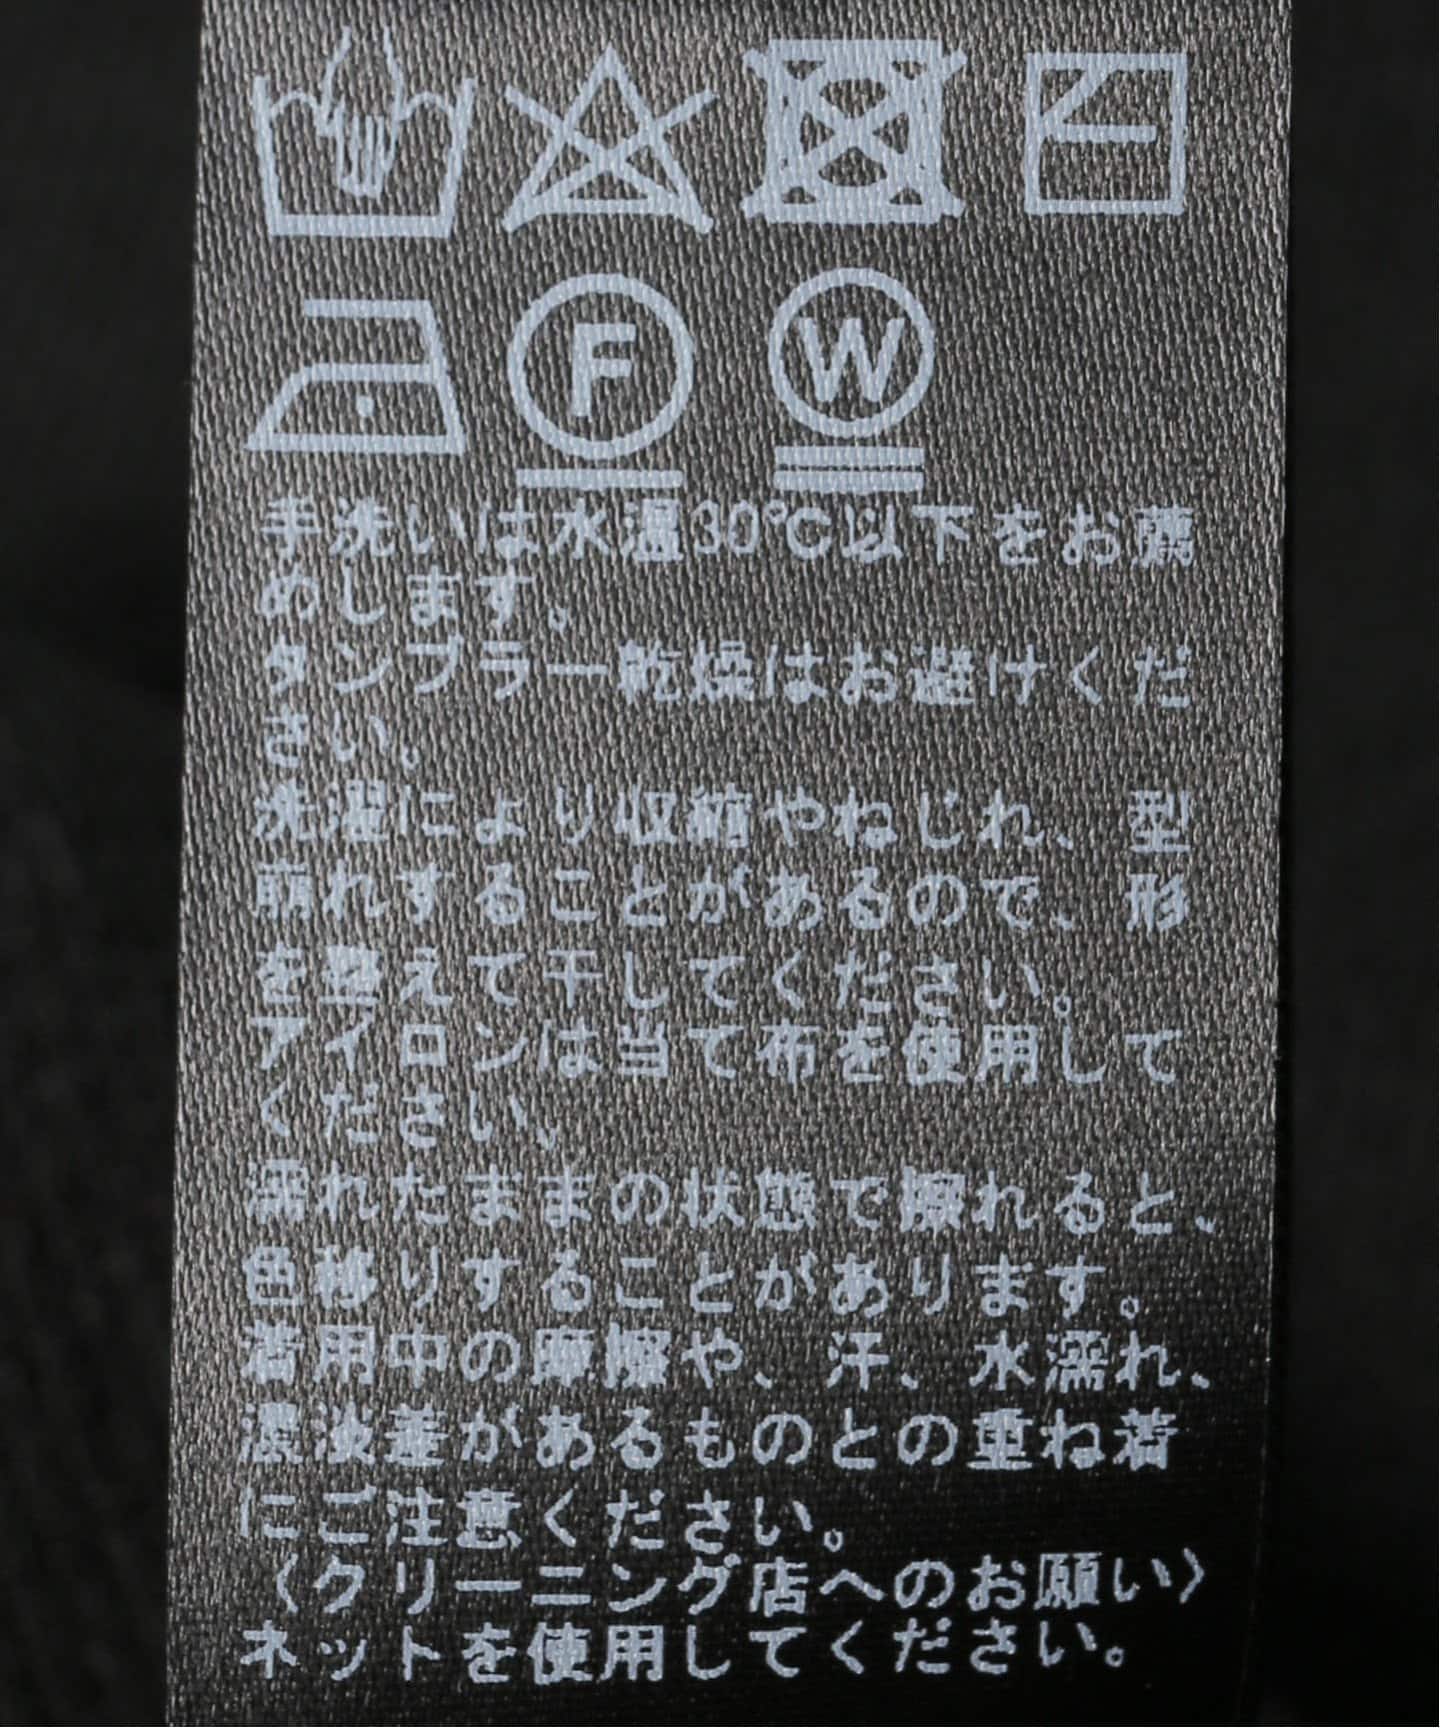 F W
手洗いは水温30℃以下をお薦
めします。
タンブラー乾燥はお避けくだ
さい。
洗濯により収縮やねじれ、型
崩れすることがあるので、形
を整えて干してください。
アイロンは当て布を使用して
ください。
濡れたままの状態で擦れると、
色移りすることがあります。
着用中の摩擦や、汗、水濡れ、
濃淡差があるものとの重ね着
にご注意ください。
〈クリーニング店へのお願い〉
ネットを使用してください。